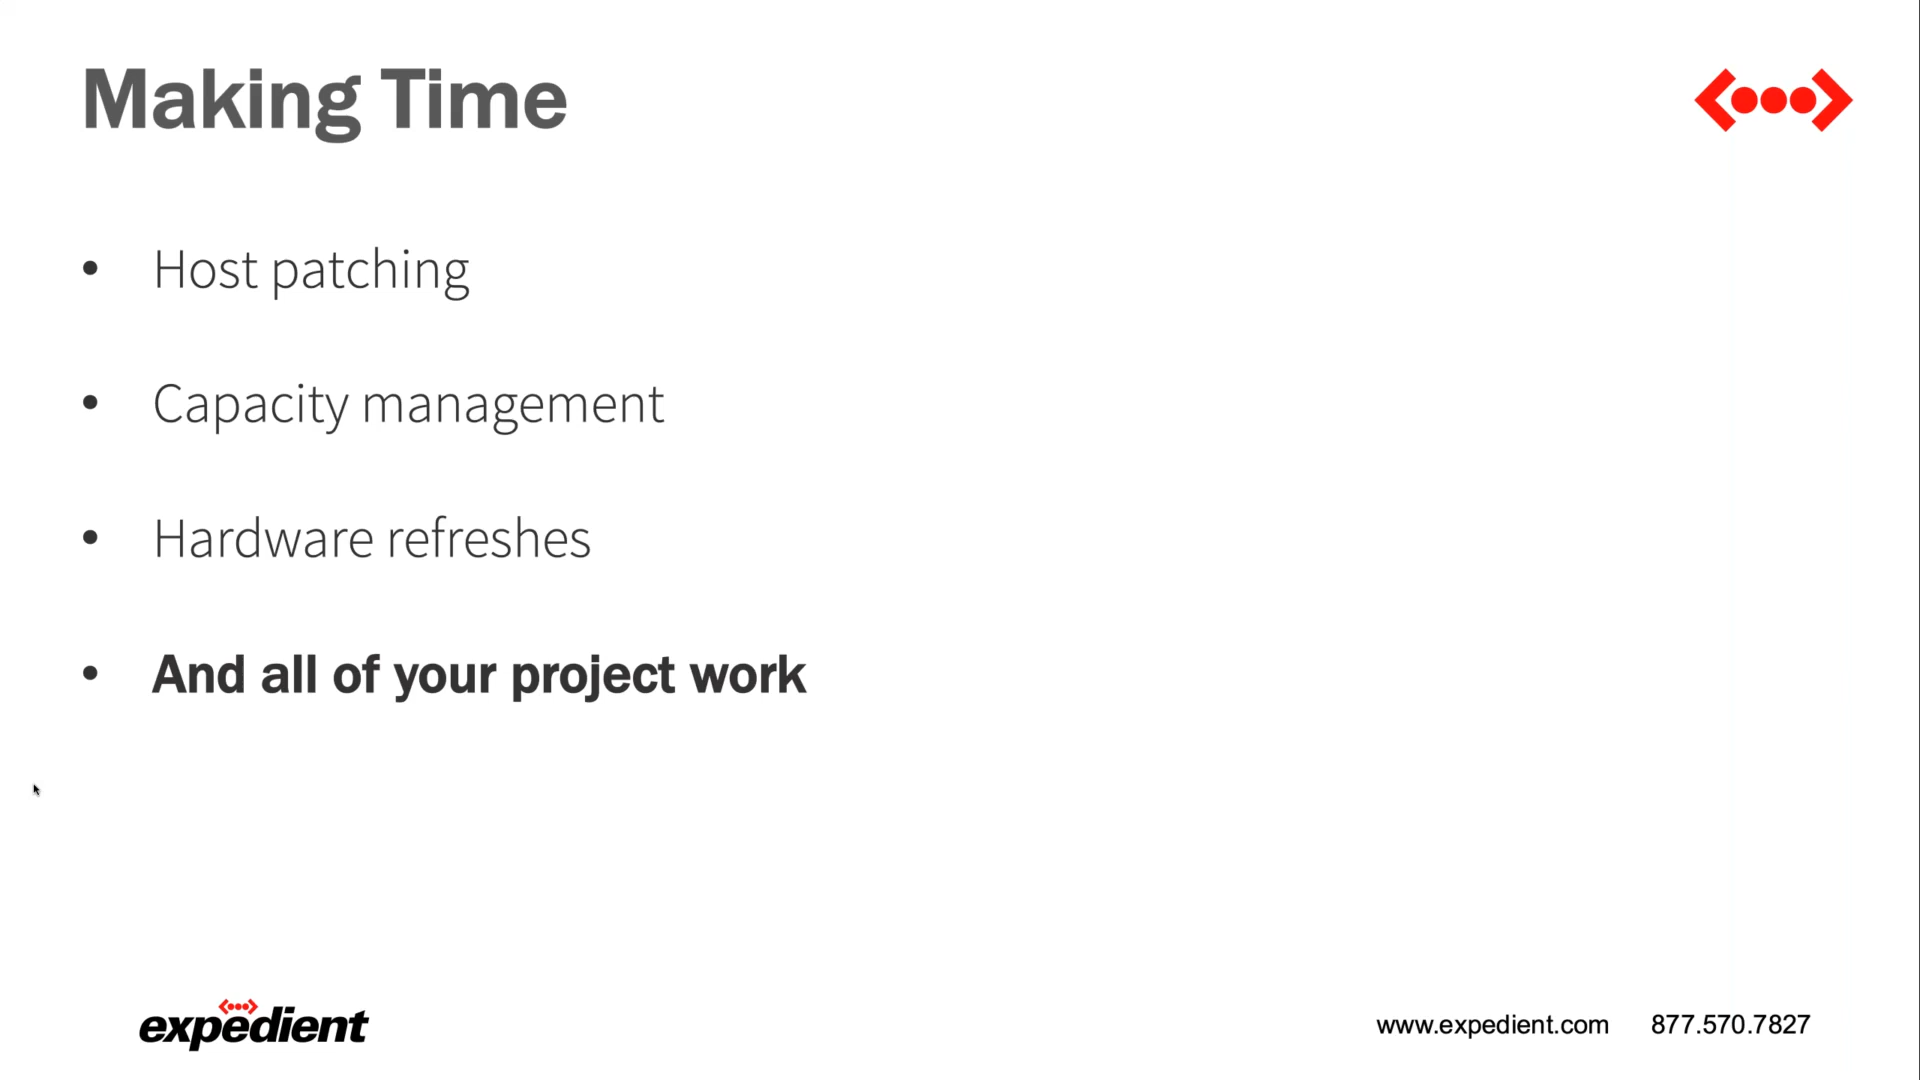 Making Time
• Host patching
• Capacity management
• Hardware refreshes
• And all of your project work
expedient
www.expedient.com 877.570.7827